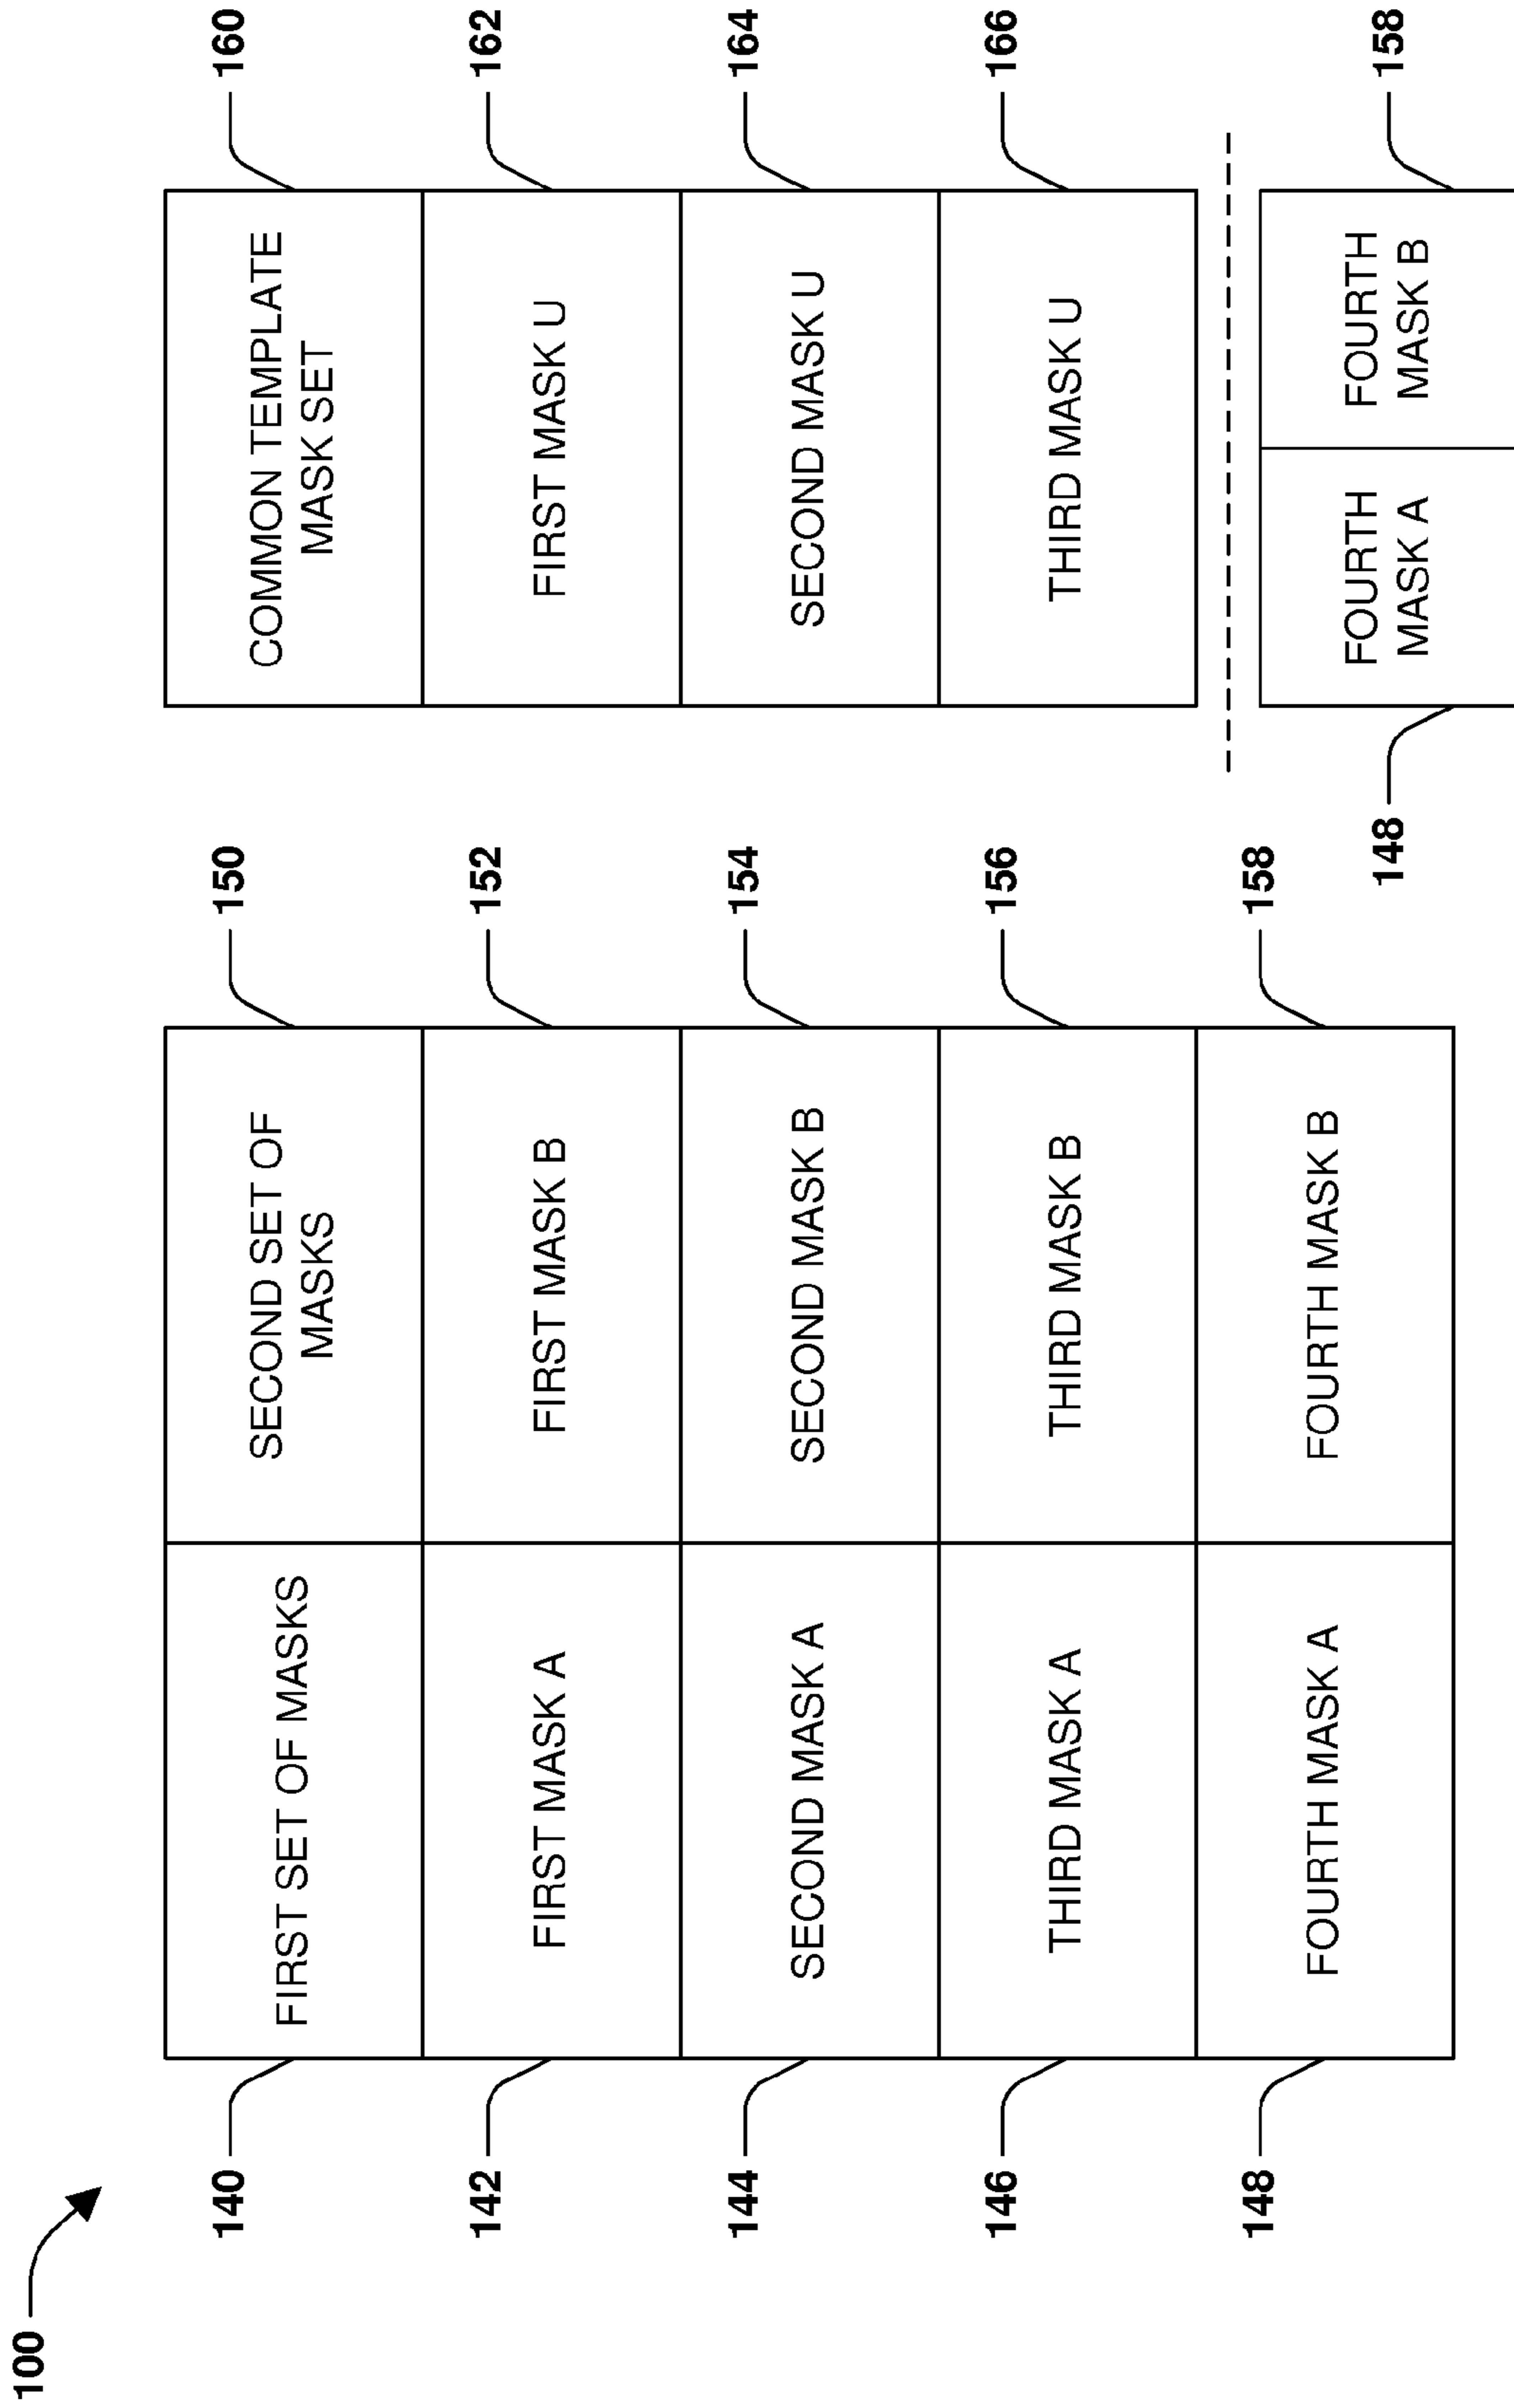 100
140
FIRST SET OF MASKS
SECOND SET OF
MASKS
150
142
FIRST MASK A
FIRST MASK B
152
144
SECOND MASK A
SECOND MASK B
154
146
THIRD MASK A
THIRD MASK B
156
148
FOURTH MASK A
FOURTH MASK B
158
COMMON TEMPLATE
MASK SET
160
FIRST MASK U
162
SECOND MASK U
164
THIRD MASK U
166
148
FOURTH
MASK A
FOURTH
MASK B
158